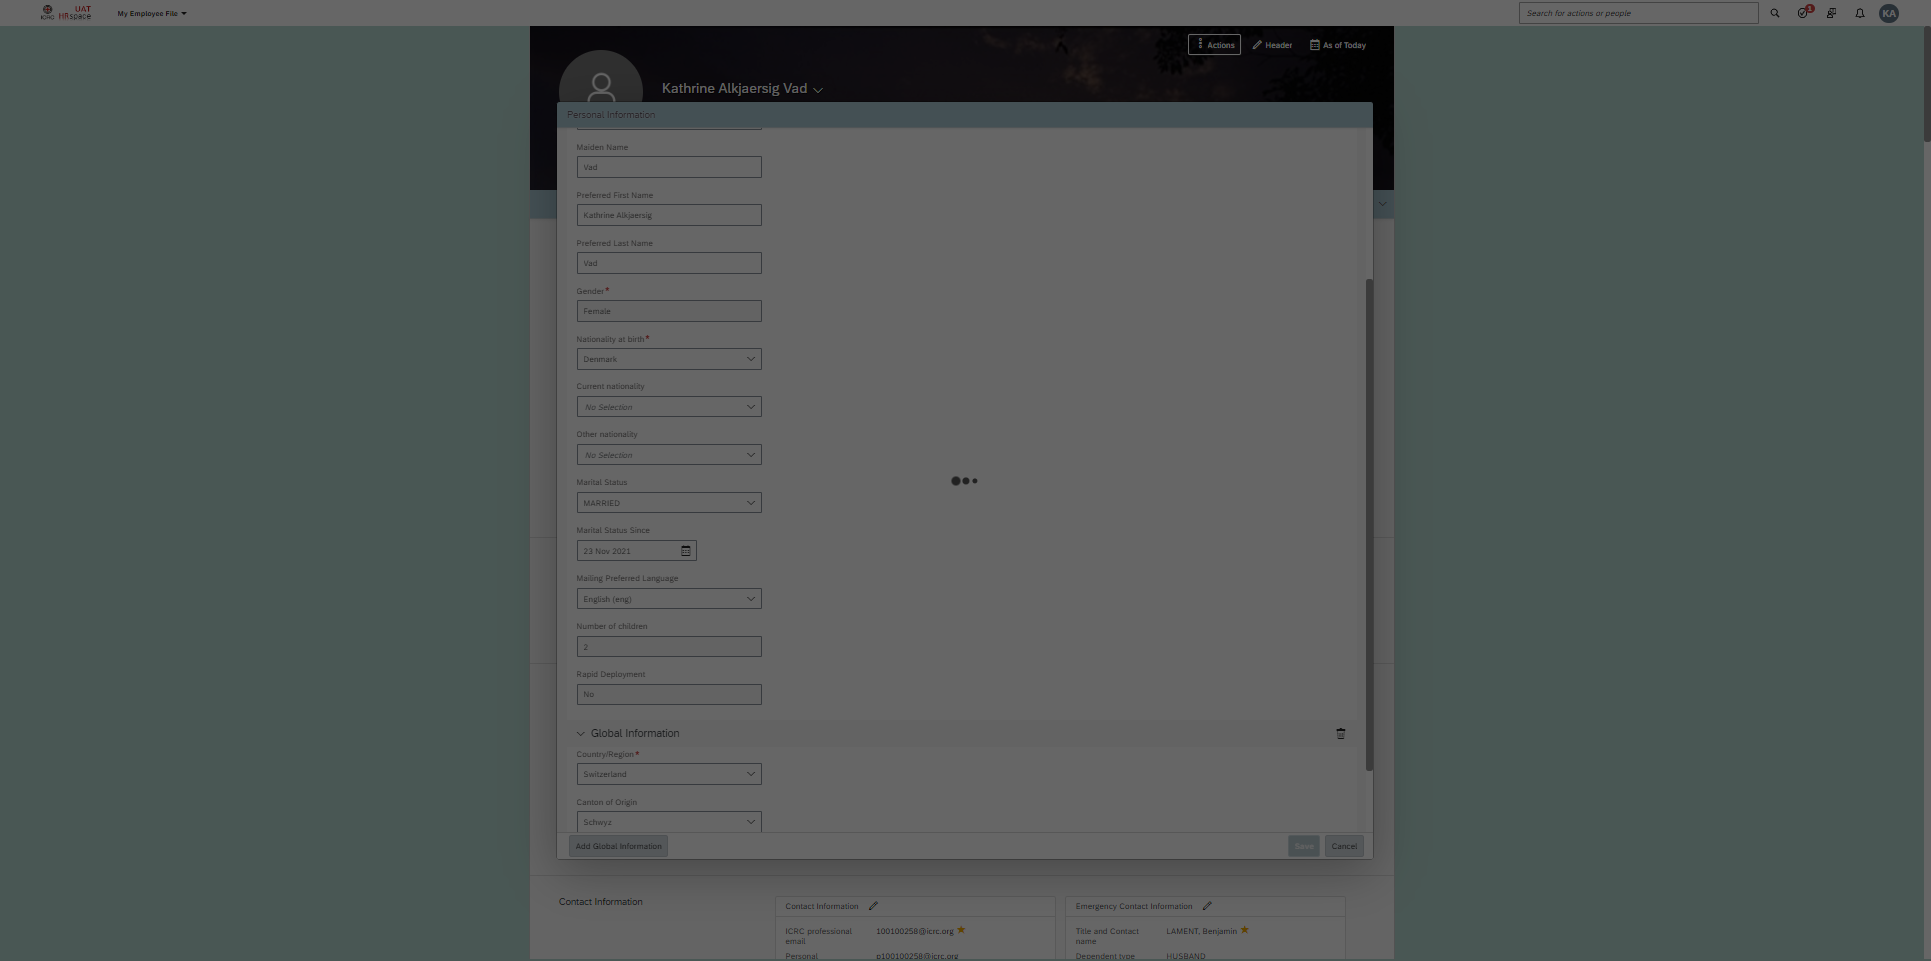 UAT
ICRC HRspace
My Employee File
Search for actions or people
1
KA
Actions
Header
As of Today
Kathrine Alkjaersig Vad
Personal Information
Maiden Name
Vad
Preferred First Name
Kathrine Alkjaersig
Preferred Last Name
Vad
Gender*
Female
Nationality at birth*
Denmark
Current nationality
No Selection
Other nationality
No Selection
Marital Status
MARRIED
Marital Status Since
23 Nov 2021
Mailing Preferred Language
English (eng)
Number of children
2
Rapid Deployment
No
Global Information
Country/Region*
Switzerland
Canton of Origin
Schwyz
Add Global Information
Save
Cancel
Contact Information
Contact Information
ICRC professional email
100100258@icrc.org
Personal
p100100258@icrc.org
Emergency Contact Information
Title and Contact name
LAMENT, Benjamin
Dependent type
HUSBAND